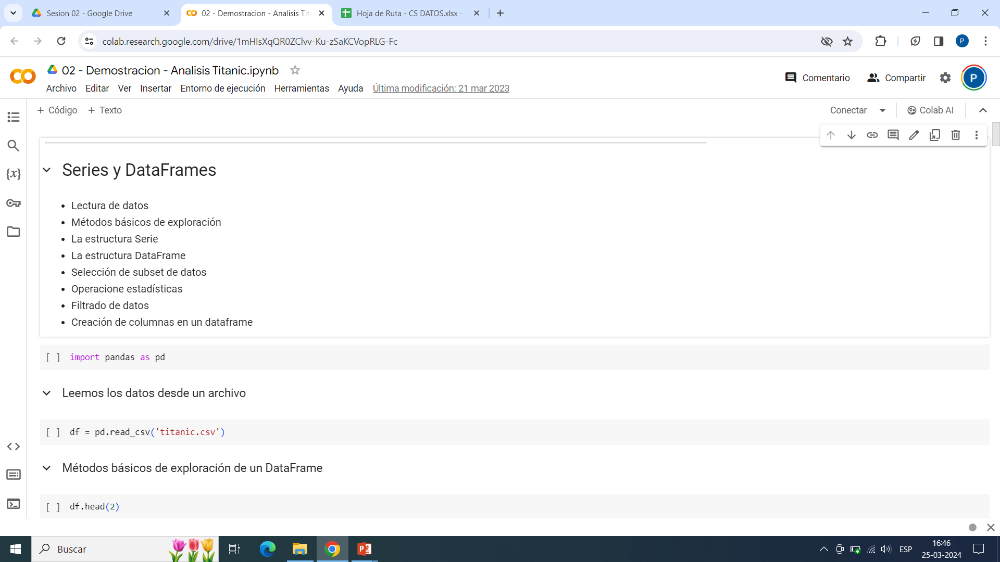 Sesion 02 - Google Drive
02 - Demostracion - Analisis Tit
Hoja de Ruta - CS DATOS.xlsx -
colab.research.google.com/drive/1mHIsXqQR0ZClvv-Ku-zSaKCVopRLG-Fc
P
02 - Demostracion - Analisis Titanic.ipynb
Comentario
Compartir
P
Archivo Editar Ver Insertar Entorno de ejecución Herramientas Ayuda Última modificación: 21 mar 2023
+ Código + Texto
Conectar
Colab AI
{x}
Series y DataFrames
• Lectura de datos
• Métodos básicos de exploración
• La estructura Serie
• La estructura DataFrame
• Selección de subset de datos
• Operacione estadísticas
• Filtrado de datos
• Creación de columnas en un dataframe
[ ] import pandas as pd
Leemos los datos desde un archivo
[ ] df = pd.read_csv('titanic.csv')
Métodos básicos de exploración de un DataFrame
[ ] df.head(2)
Buscar
ESP
16:46
25-03-2024